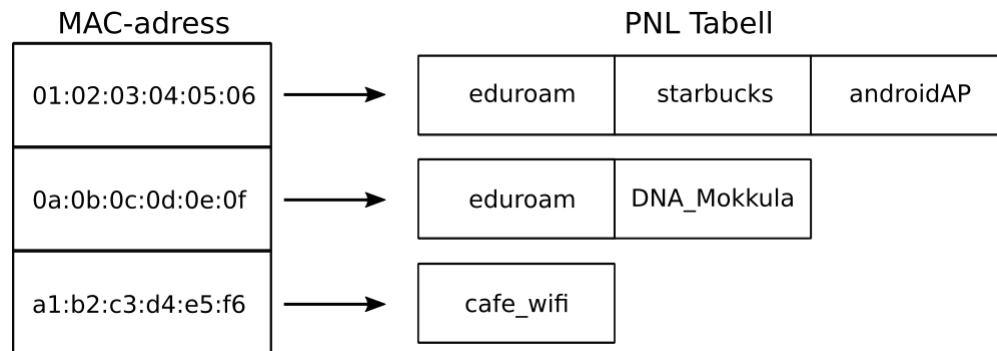 MAC-adress
PNL Tabell
01:02:03:04:05:06
eduroam
starbucks
androidAP
0a:0b:0c:0d:0e:0f
eduroam
DNA_Mokkula
a1:b2:c3:d4:e5:f6
cafe_wifi